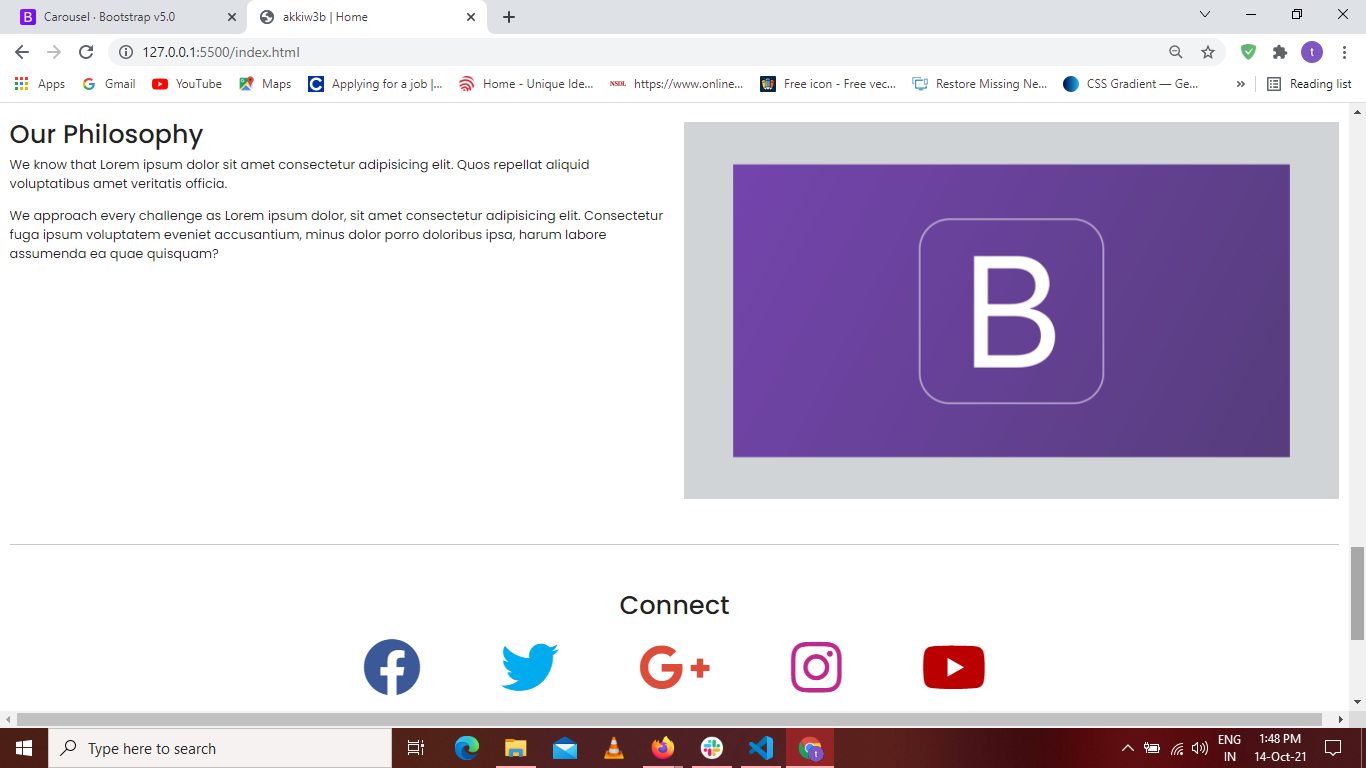 Carousel · Bootstrap v5.0
akkiw3b | Home
127.0.0.1:5500/index.html
t
Apps
Gmail
YouTube
Maps
Applying for a job |...
Home - Unique Ide...
NSDL
https://www.online...
Free icon - Free vec...
Restore Missing Ne...
CSS Gradient — Ge...
»
Reading list
Our Philosophy
We know that Lorem ipsum dolor sit amet consectetur adipisicing elit. Quos repellat aliquid
voluptatibus amet veritatis officia.
We approach every challenge as Lorem ipsum dolor, sit amet consectetur adipisicing elit. Consectetur
fuga ipsum voluptatem eveniet accusantium, minus dolor porro doloribus ipsa, harum labore
assumenda ea quae quisquam?
B
Connect
Type here to search
ENG
IN
1:48 PM
14-Oct-21